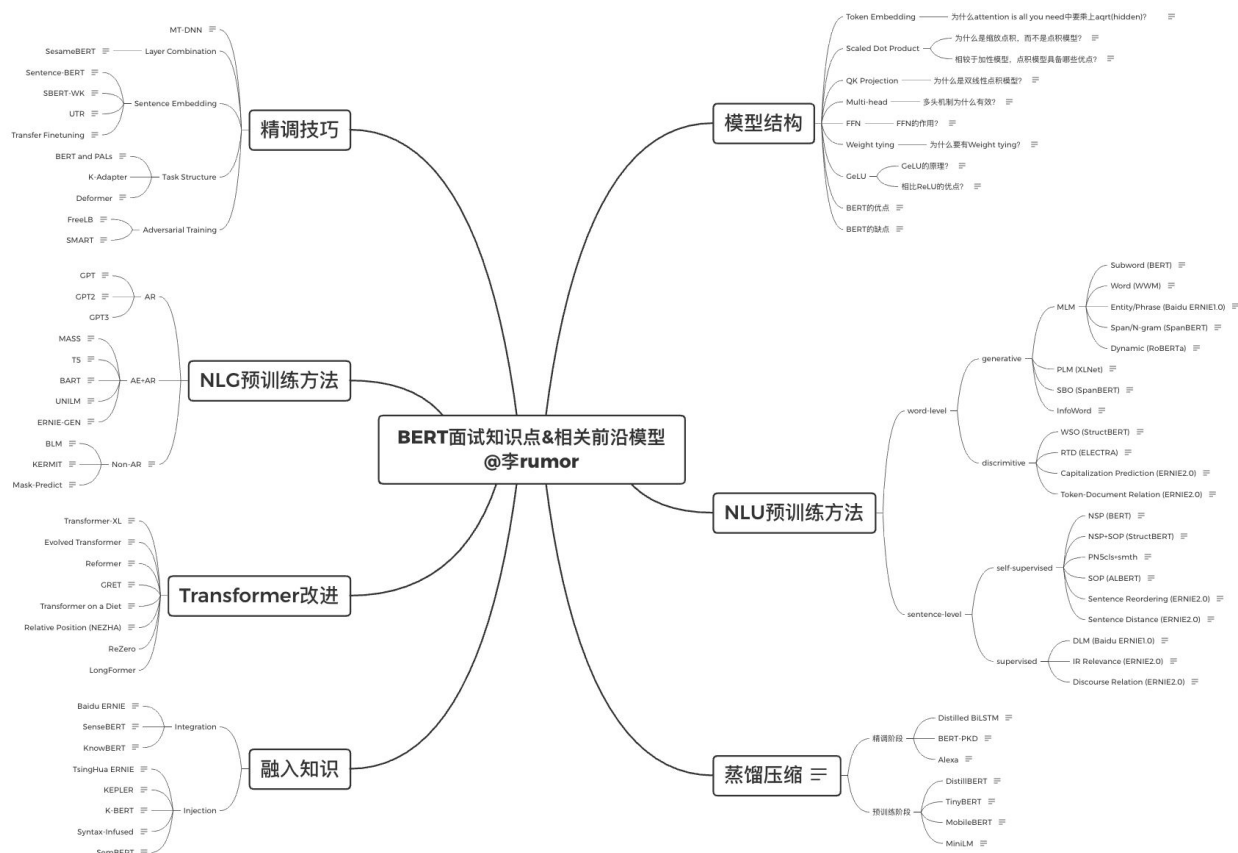 BERT面试知识点&相关前沿模型
@李rumor
模型结构
Token Embedding
为什么attention is all you need中要乘上aqrt(hidden)?
Scaled Dot Product
为什么是缩放点积，而不是点积模型?
相较于加性模型，点积模型具备哪些优点?
QK Projection
为什么是双线性点积模型?
Multi-head
多头机制为什么有效?
FFN
FFN的作用?
Weight tying
为什么要有Weight tying?
GeLU
GeLU的原理?
相比ReLU的优点?
BERT的优点
BERT的缺点
NLU预训练方法
word-level
generative
MLM
Subword (BERT)
Word (WWM)
Entity/Phrase (Baidu ERNIE1.0)
Span/N-gram (SpanBERT)
Dynamic (RoBERTa)
PLM (XLNet)
SBO (SpanBERT)
InfoWord
discrimitive
WSO (StructBERT)
RTD (ELECTRA)
Capitalization Prediction (ERNIE2.0)
Token-Document Relation (ERNIE2.0)
sentence-level
self-supervised
NSP (BERT)
NSP+SOP (StructBERT)
PN5cls+smth
SOP (ALBERT)
Sentence Reordering (ERNIE2.0)
Sentence Distance (ERNIE2.0)
supervised
DLM (Baidu ERNIE1.0)
IR Relevance (ERNIE2.0)
Discourse Relation (ERNIE2.0)
蒸馏压缩
精调阶段
Distilled BiLSTM
BERT-PKD
Alexa
预训练阶段
DistillBERT
TinyBERT
MobileBERT
MiniLM
精调技巧
MT-DNN
Layer Combination
SesameBERT
Sentence Embedding
Sentence-BERT
SBERT-WK
UTR
Transfer Finetuning
Task Structure
BERT and PALs
K-Adapter
Deformer
Adversarial Training
FreeLB
SMART
NLG预训练方法
AR
GPT
GPT2
GPT3
AE+AR
MASS
T5
BART
UNILM
ERNIE-GEN
Non-AR
BLM
KERMIT
Mask-Predict
Transformer改进
Transformer-XL
Evolved Transformer
Reformer
GRET
Transformer on a Diet
Relative Position (NEZHA)
ReZero
LongFormer
融入知识
Integration
Baidu ERNIE
SenseBERT
KnowBERT
Injection
TsingHua ERNIE
KEPLER
K-BERT
Syntax-Infused
SemBERT